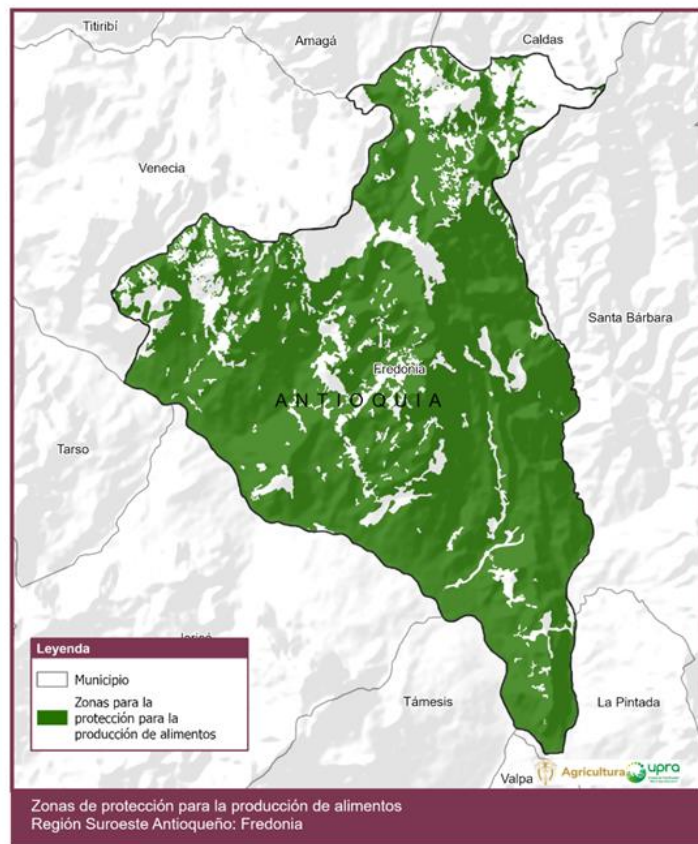 Titiribí
Amagá
Caldas
Venecia
Santa Bárbara
Fredonia
ANTIOQUIA
Tarso
Támesis
La Pintada
Valpa
Leyenda
Municipio
Zonas para la
protección para la
producción de alimentos
Agricultura
upra
Zonas de protección para la producción de alimentos
Región Suroeste Antioqueño: Fredonia